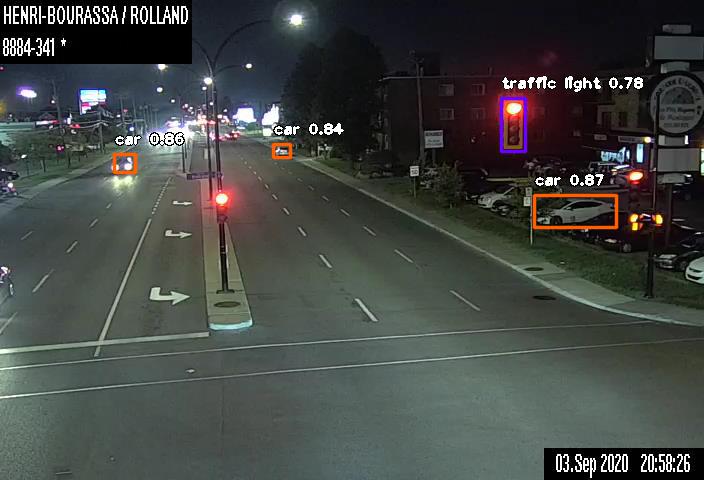 HENRI-BOURASSA / ROLLAND
8884-341 *
traffic light 0.78
car 0.86
car 0.84
car 0.87
03.Sep 2020 20:58:26